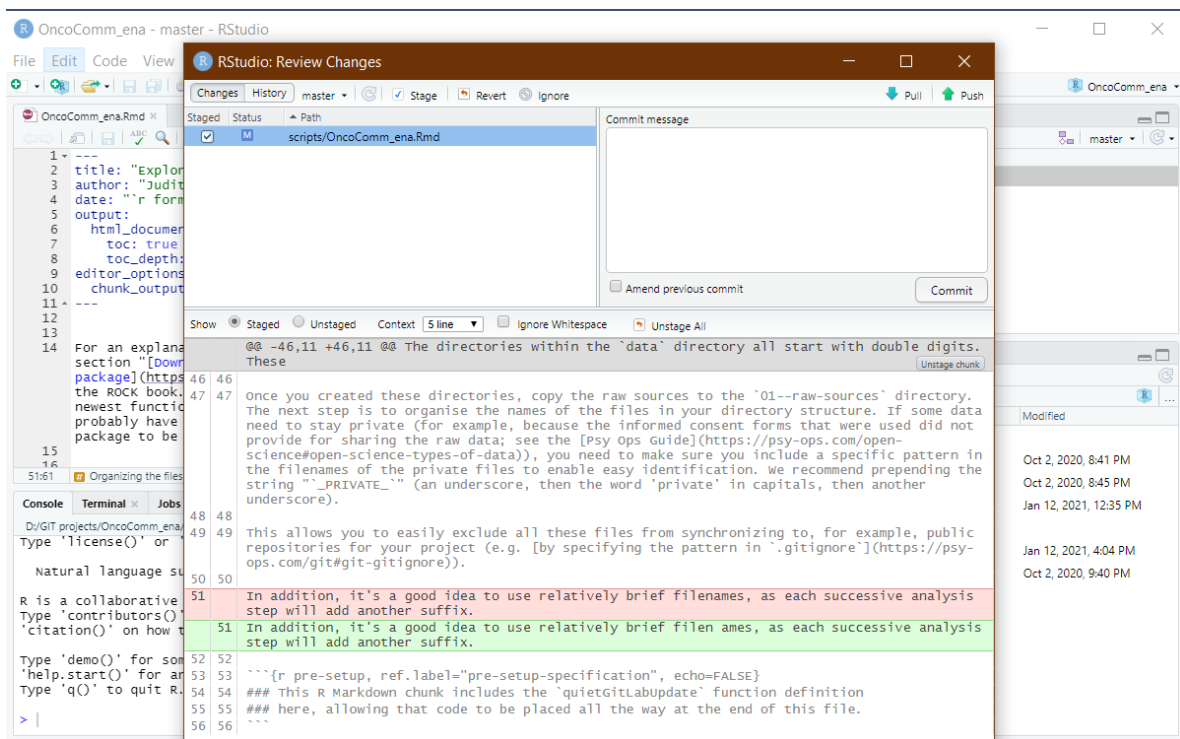 OncoComm_ena - master - RStudio
File Edit Code View
RStudio: Review Changes
Changes History master Stage Revert Ignore Pull Push
OncoComm_ena
OncoComm_ena.Rmd
master
Staged Status Path
M scripts/OncoComm_ena.Rmd
Commit message
Amend previous commit
Commit
1 ---
2 title: "Explor
3 author: "Judit
4 date: "`r form
5 output:
6 html_documen
7 toc: true
8 toc_depth:
9 editor_options
10 chunk_output
11 ---
12
13
14 For an explana
section "[Down
package](https
the ROCK book.
newest functio
probably have
package to be
15
16
51:61 Organizing the files
Show Staged Unstaged Context 5 line Ignore Whitespace Unstage All
@@ -46,11 +46,11 @@ The directories within the `data` directory all start with double digits.
These
Unstage chunk
46 46
47 47 Once you created these directories, copy the raw sources to the `01--raw-sources` directory.
The next step is to organise the names of the files in your directory structure. If some data
need to stay private (for example, because the informed consent forms that were used did not
provide for sharing the raw data; see the [Psy Ops Guide](https://psy-ops.com/open-
science#open-science-types-of-data)), you need to make sure you include a specific pattern in
the filenames of the private files to enable easy identification. We recommend prepending the
string "`_PRIVATE_`" (an underscore, then the word 'private' in capitals, then another
underscore).
48 48
49 49 This allows you to easily exclude all these files from synchronizing to, for example, public
repositories for your project (e.g. [by specifying the pattern in `.gitignore`](https://psy-
ops.com/git#git-gitignore)).
50 50
51 In addition, it's a good idea to use relatively brief filenames, as each successive analysis
step will add another suffix.
51 In addition, it's a good idea to use relatively brief filen ames, as each successive analysis
step will add another suffix.
52 52
53 53 ```{r pre-setup, ref.label="pre-setup-specification", echo=FALSE}
54 54 ### This R Markdown chunk includes the `quietGitLabUpdate` function definition
55 55 ### here, allowing that code to be placed all the way at the end of this file.
56 56 ```
Console Terminal Jobs
D:/GIT projects/OncoComm_ena/
Type 'license()' or '
Natural language su
R is a collaborative
Type 'contributors()'
'citation()' on how t
Type 'demo()' for som
'help.start()' for an
Type 'q()' to quit R.
>
Modified
Oct 2, 2020, 8:41 PM
Oct 2, 2020, 8:45 PM
Jan 12, 2021, 12:35 PM
Jan 12, 2021, 4:04 PM
Oct 2, 2020, 9:40 PM